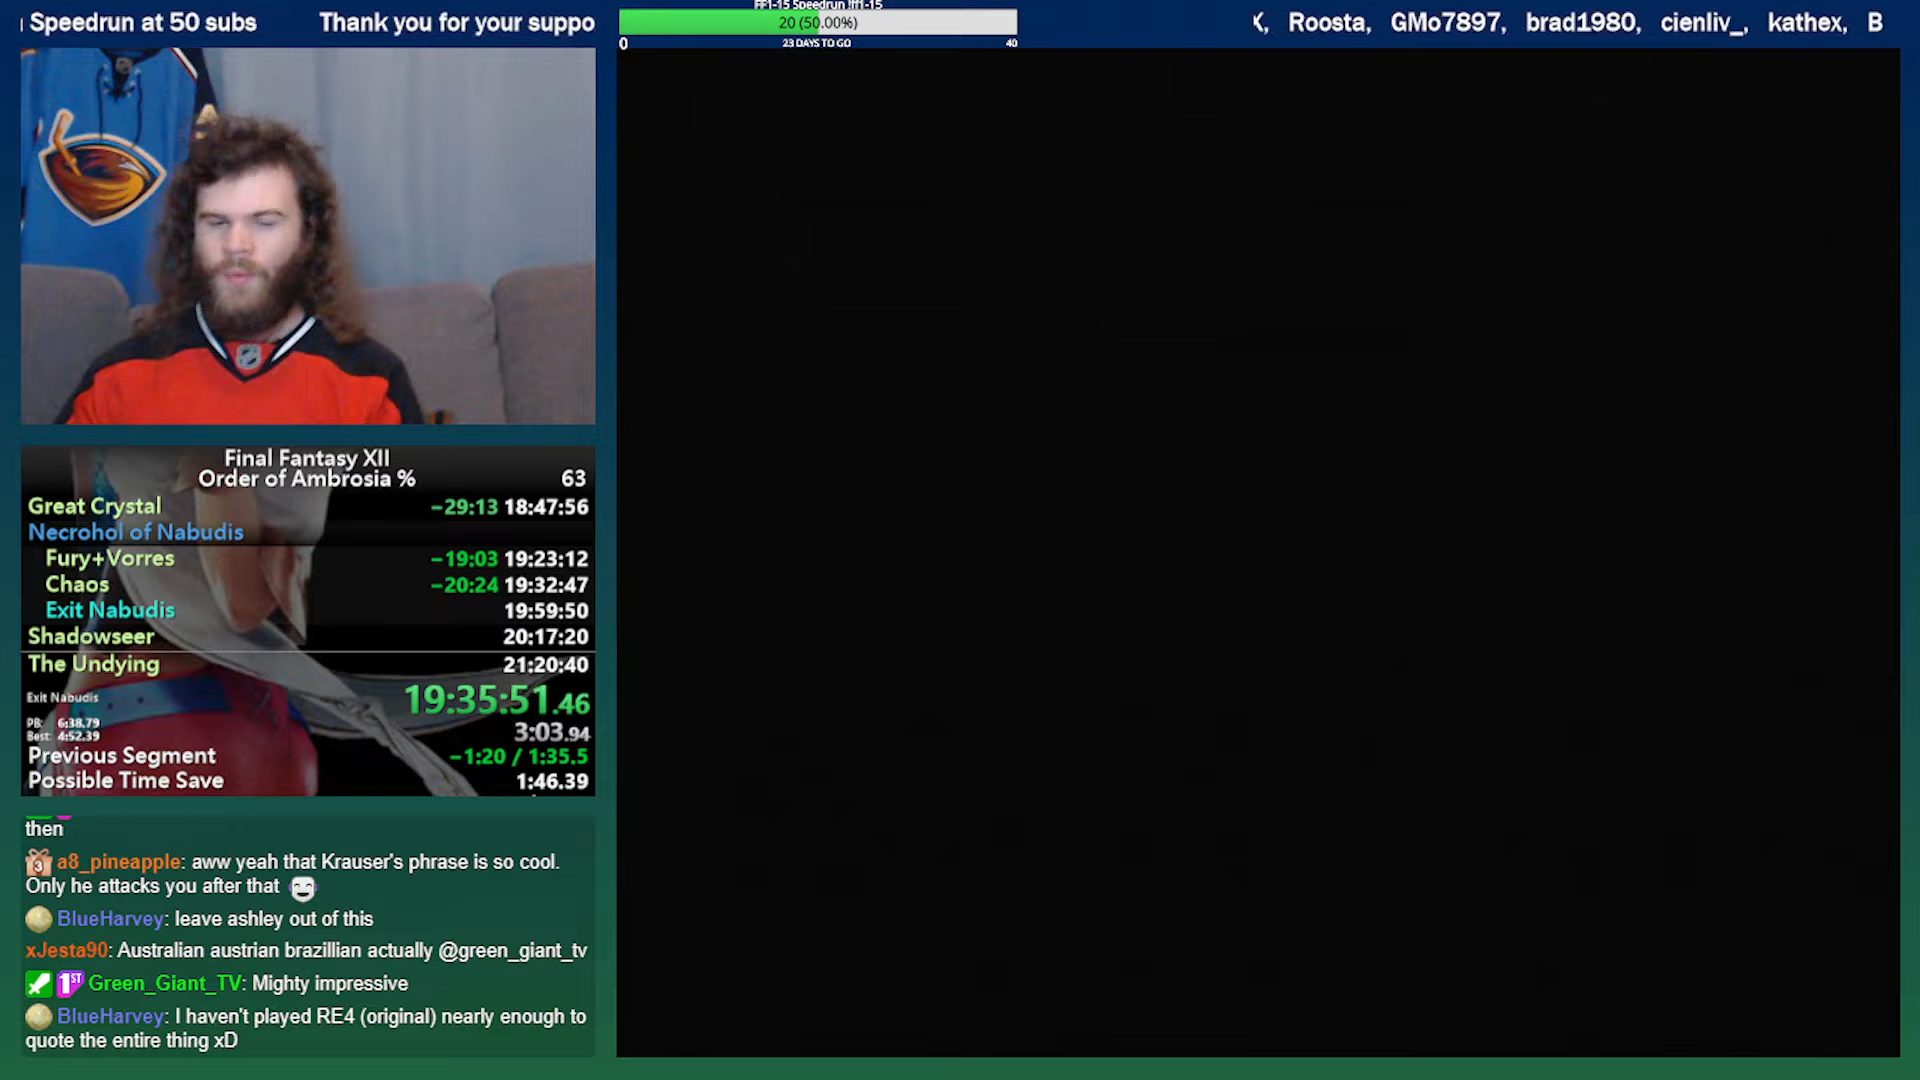 Speedrun at 50 subs
Thank you for your suppo
FF1-15 Speedrun !ff1-15
20 (50.00%)
0
23 DAYS TO GO
40
Roosta, GMo7897, brad1980, cienliv_, kathex, B
Final Fantasy XII
Order of Ambrosia %
63
Great Crystal -29:13 18:47:56
Necrohol of Nabudis
Fury+Vorres -19:03 19:23:12
Chaos -20:24 19:32:47
Exit Nabudis 19:59:50
Shadowseer 20:17:20
The Undying 21:20:40
Exit Nabudis
19:35:51.46
PB: 6:38.79
Best: 4:52.39
3:03.94
Previous Segment -1:20 / 1:35.5
Possible Time Save 1:46.39
then
a8_pineapple: aww yeah that Krauser's phrase is so cool.
Only he attacks you after that
BlueHarvey: leave ashley out of this
xJesta90: Australian austrian brazillian actually @green_giant_tv
1ST Green_Giant_TV: Mighty impressive
BlueHarvey: I haven't played RE4 (original) nearly enough to
quote the entire thing xD